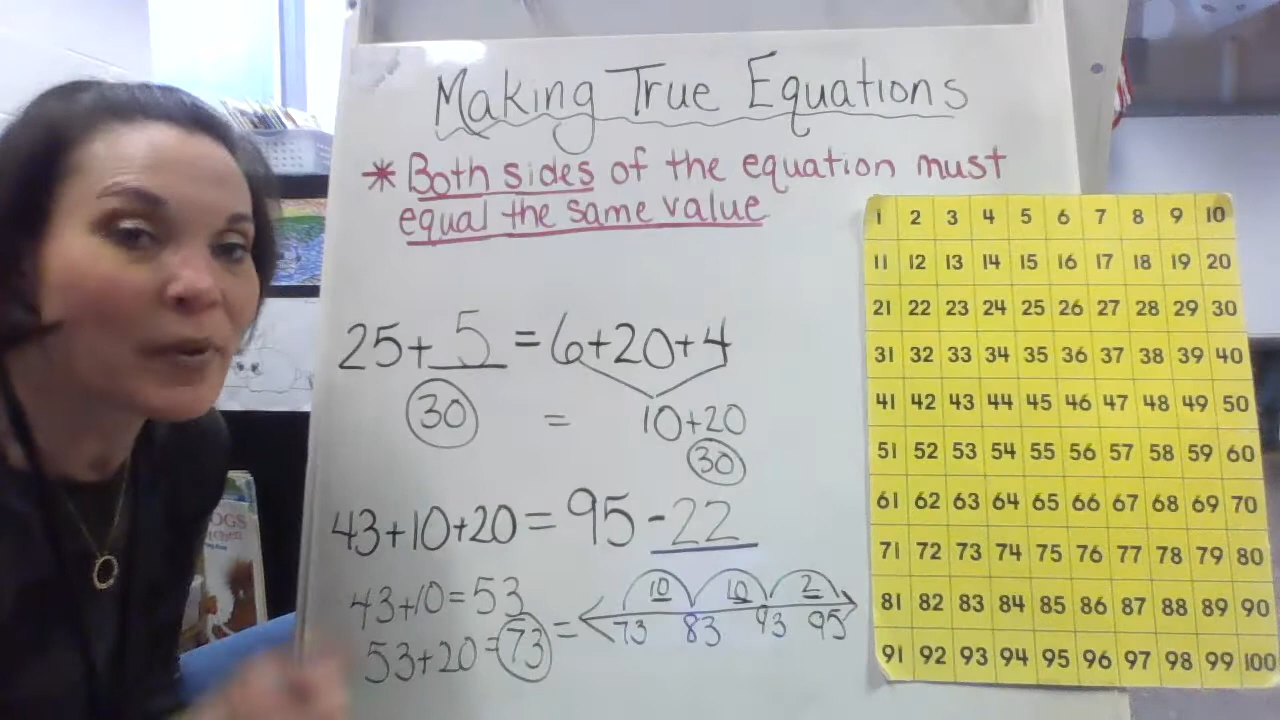 Making True Equations
* Both sides of the equation must
equal the same value
25+ 5 = 6+20+4
30 = 10+20
30
43+10+20 = 95 - 22
43+10=53
53+20=73 =
10 10 2
73 83 93 95
1 2 3 4 5 6 7 8 9 10
11 12 13 14 15 16 17 18 19 20
21 22 23 24 25 26 27 28 29 30
31 32 33 34 35 36 37 38 39 40
41 42 43 44 45 46 47 48 49 50
51 52 53 54 55 56 57 58 59 60
61 62 63 64 65 66 67 68 69 70
71 72 73 74 75 76 77 78 79 80
81 82 83 84 85 86 87 88 89 90
91 92 93 94 95 96 97 98 99 100